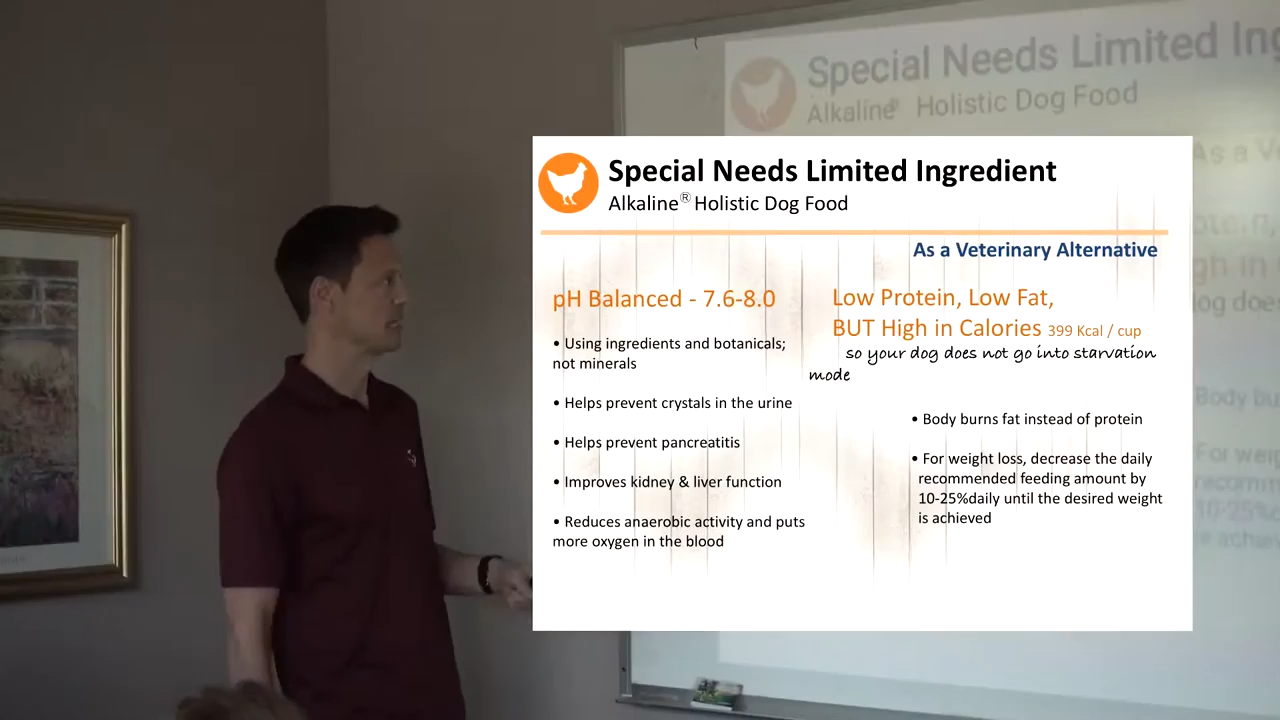 Special Needs Limited Ing
Alkaline® Holistic Dog Food
Special Needs Limited Ingredient
Alkaline® Holistic Dog Food
As a Veterinary Alternative
pH Balanced - 7.6-8.0
• Using ingredients and botanicals;
not minerals
• Helps prevent crystals in the urine
• Helps prevent pancreatitis
• Improves kidney & liver function
• Reduces anaerobic activity and puts
more oxygen in the blood
Low Protein, Low Fat,
BUT High in Calories 399 Kcal / cup
so your dog does not go into starvation
mode
• Body burns fat instead of protein
• For weight loss, decrease the daily
recommended feeding amount by
10-25%daily until the desired weight
is achieved